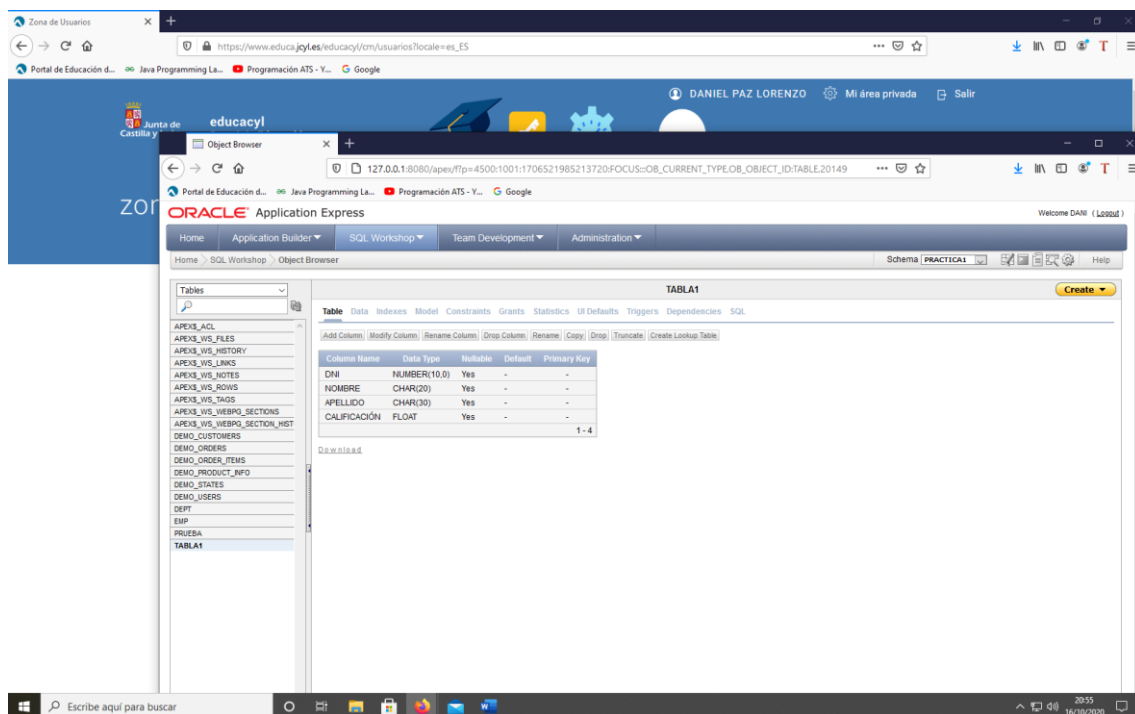 Zona de Usuarios
https://www.educa.jcyl.es/educacyl/cm/usuarios?locale=es_ES
Portal de Educación d... Java Programming La... Programación ATS - Y... Google
DANIEL PAZ LORENZO Mi área privada Salir
Junta de
Castilla y
educacyl
Object Browser
127.0.0.1:8080/apex/f?p=4500:1001:1706521985213720:FOCUS::OB_CURRENT_TYPE,OB_OBJECT_ID:TABLE,20149
Portal de Educación d... Java Programming La... Programación ATS - Y... Google
zor
ORACLE Application Express
Welcome DANI (Logout)
Home Application Builder SQL Workshop Team Development Administration
Home SQL Workshop Object Browser
Schema PRACTICA1 Help
Tables
APEX$_ACL
APEX$_WS_FILES
APEX$_WS_HISTORY
APEX$_WS_LINKS
APEX$_WS_NOTES
APEX$_WS_ROWS
APEX$_WS_TAGS
APEX$_WS_WEBPG_SECTIONS
APEX$_WS_WEBPG_SECTION_HIST
DEMO_CUSTOMERS
DEMO_ORDERS
DEMO_ORDER_ITEMS
DEMO_PRODUCT_INFO
DEMO_STATES
DEMO_USERS
DEPT
EMP
PRUEBA
TABLA1
TABLA1
Create
Table Data Indexes Model Constraints Grants Statistics UI Defaults Triggers Dependencies SQL
Add Column Modify Column Rename Column Drop Column Rename Copy Drop Truncate Create Lookup Table
Column Name Data Type Nullable Default Primary Key
DNI NUMBER(10,0) Yes - -
NOMBRE CHAR(20) Yes - -
APELLIDO CHAR(30) Yes - -
CALIFICACIÓN FLOAT Yes - -
1 - 4
Download
Escribe aquí para buscar
20:55
16/10/2020